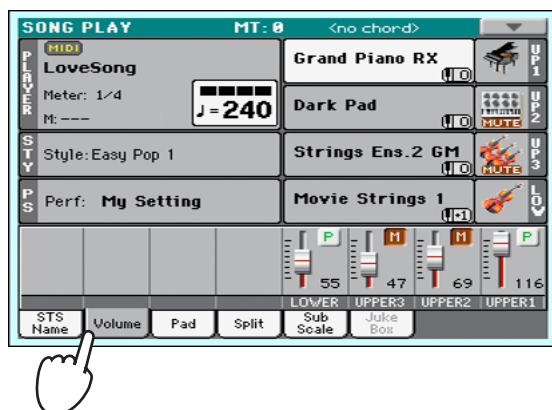 SONG PLAY MT: 0 <no chord>
PLAYER
MIDI
LoveSong
Meter: 1/4
M: ---
♩=240
Grand Piano RX
0
UP1
Dark Pad
0
MUTE
UP2
STY
Style: Easy Pop 1
Strings Ens.2 GM
0
MUTE
UP3
PS
Perf: My Setting
Movie Strings 1
+1
LOW
P M M P
55 47 69 116
LOWER UPPER3 UPPER2 UPPER1
STS Name Volume Pad Split Sub Scale Juke Box